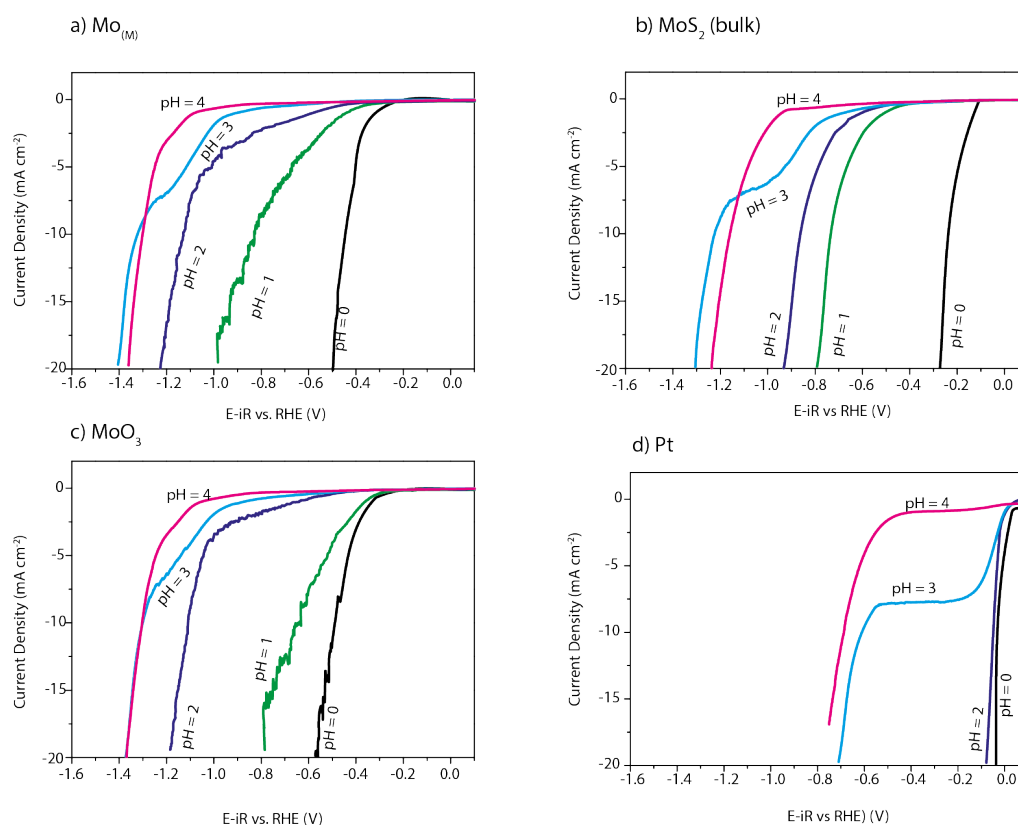 a) Mo(M)
0
-5
-10
-15
-20
-1.6
-1.4
-1.2
-1.0
-0.8
-0.6
-0.4
-0.2
0.0
Current Density (mA cm-2)
E-iR vs. RHE (V)
pH = 4
pH = 3
pH = 2
pH = 1
pH = 0
b) MoS2 (bulk)
0
-5
-10
-15
-20
-1.6
-1.4
-1.2
-1.0
-0.8
-0.6
-0.4
-0.2
0.0
Current Density (mA cm-2)
E-iR vs RHE (V)
pH = 4
pH = 3
pH = 2
pH = 1
pH = 0
c) MoO3
0
-5
-10
-15
-20
-1.6
-1.4
-1.2
-1.0
-0.8
-0.6
-0.4
-0.2
0.0
Current Density (mA cm-2)
E-iR vs. RHE (V)
pH = 4
pH = 3
pH = 2
pH = 1
pH = 0
d) Pt
0
-5
-10
-15
-20
-1.6
-1.4
-1.2
-1.0
-0.8
-0.6
-0.4
-0.2
0.0
Current Density (mA cm-2)
E-iR vs RHE) (V)
pH = 4
pH = 3
pH = 2
pH = 0